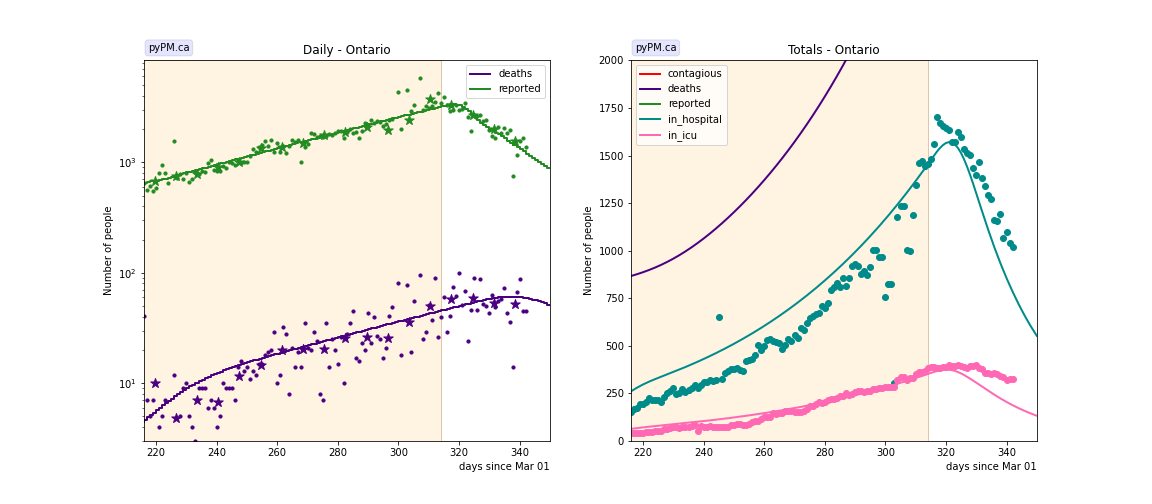 pyPM.ca
Daily - Ontario
deaths
reported
Number of people
10³
10²
10¹
220 240 260 280 300 320 340
days since Mar 01
pyPM.ca
Totals - Ontario
contagious
deaths
reported
in_hospital
in_icu
Number of people
2000
1750
1500
1250
1000
750
500
250
0
220 240 260 280 300 320 340
days since Mar 01